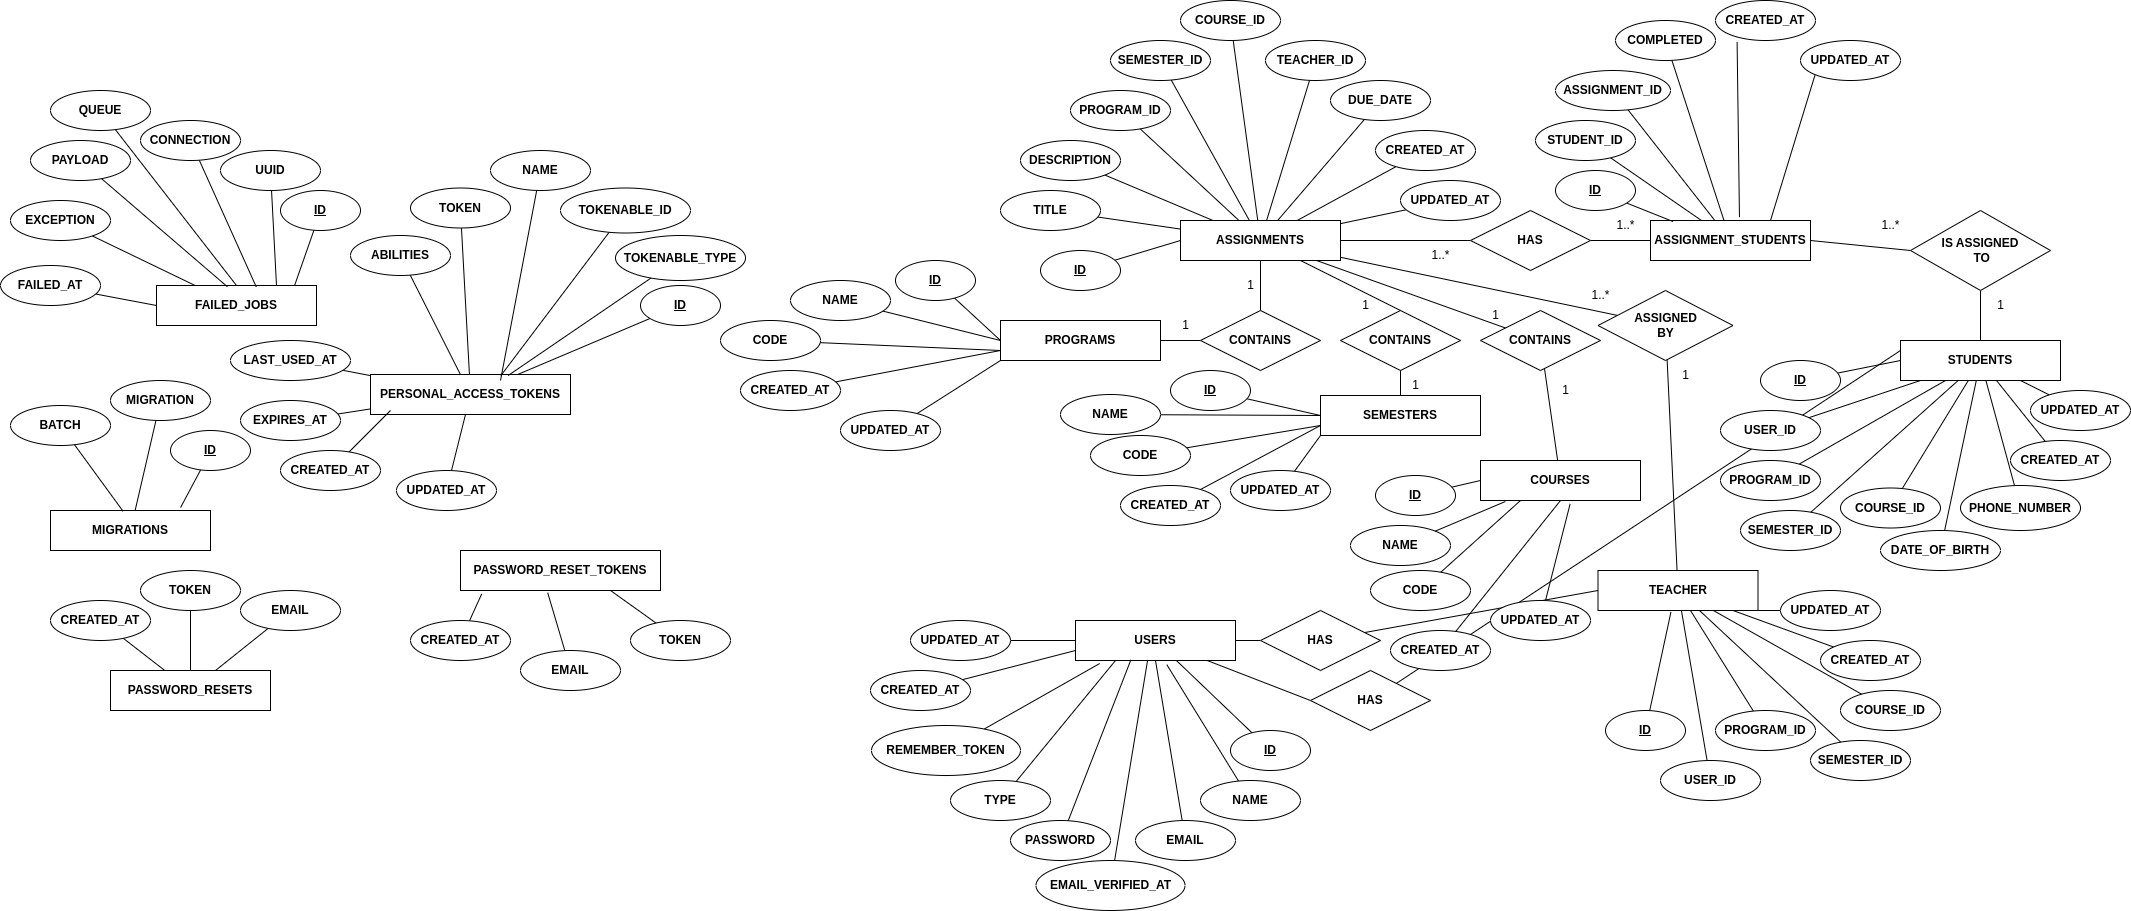 QUEUE
CONNECTION
PAYLOAD
UUID
EXCEPTION
ID
FAILED_AT
FAILED_JOBS
NAME
TOKEN
TOKENABLE_ID
ABILITIES
TOKENABLE_TYPE
ID
LAST_USED_AT
PERSONAL_ACCESS_TOKENS
EXPIRES_AT
CREATED_AT
UPDATED_AT
MIGRATION
BATCH
ID
MIGRATIONS
TOKEN
CREATED_AT
EMAIL
PASSWORD_RESETS
PASSWORD_RESET_TOKENS
CREATED_AT
EMAIL
TOKEN
COURSE_ID
SEMESTER_ID
TEACHER_ID
PROGRAM_ID
DUE_DATE
DESCRIPTION
CREATED_AT
TITLE
UPDATED_AT
ASSIGNMENTS
ID
HAS
1..*
1..*
CREATED_AT
COMPLETED
UPDATED_AT
ASSIGNMENT_ID
STUDENT_ID
ID
ASSIGNMENT_STUDENTS
1..*
IS ASSIGNED
TO
1
ID
NAME
CODE
PROGRAMS
CREATED_AT
UPDATED_AT
1
1
CONTAINS
1
CONTAINS
1
1
CONTAINS
1
1..*
ASSIGNED
BY
1
ID
NAME
SEMESTERS
CODE
CREATED_AT
UPDATED_AT
COURSES
ID
NAME
CODE
UPDATED_AT
CREATED_AT
STUDENTS
ID
UPDATED_AT
USER_ID
CREATED_AT
PROGRAM_ID
COURSE_ID
PHONE_NUMBER
SEMESTER_ID
DATE_OF_BIRTH
TEACHER
UPDATED_AT
CREATED_AT
COURSE_ID
ID
PROGRAM_ID
SEMESTER_ID
USER_ID
UPDATED_AT
USERS
HAS
CREATED_AT
HAS
REMEMBER_TOKEN
ID
TYPE
NAME
PASSWORD
EMAIL
EMAIL_VERIFIED_AT